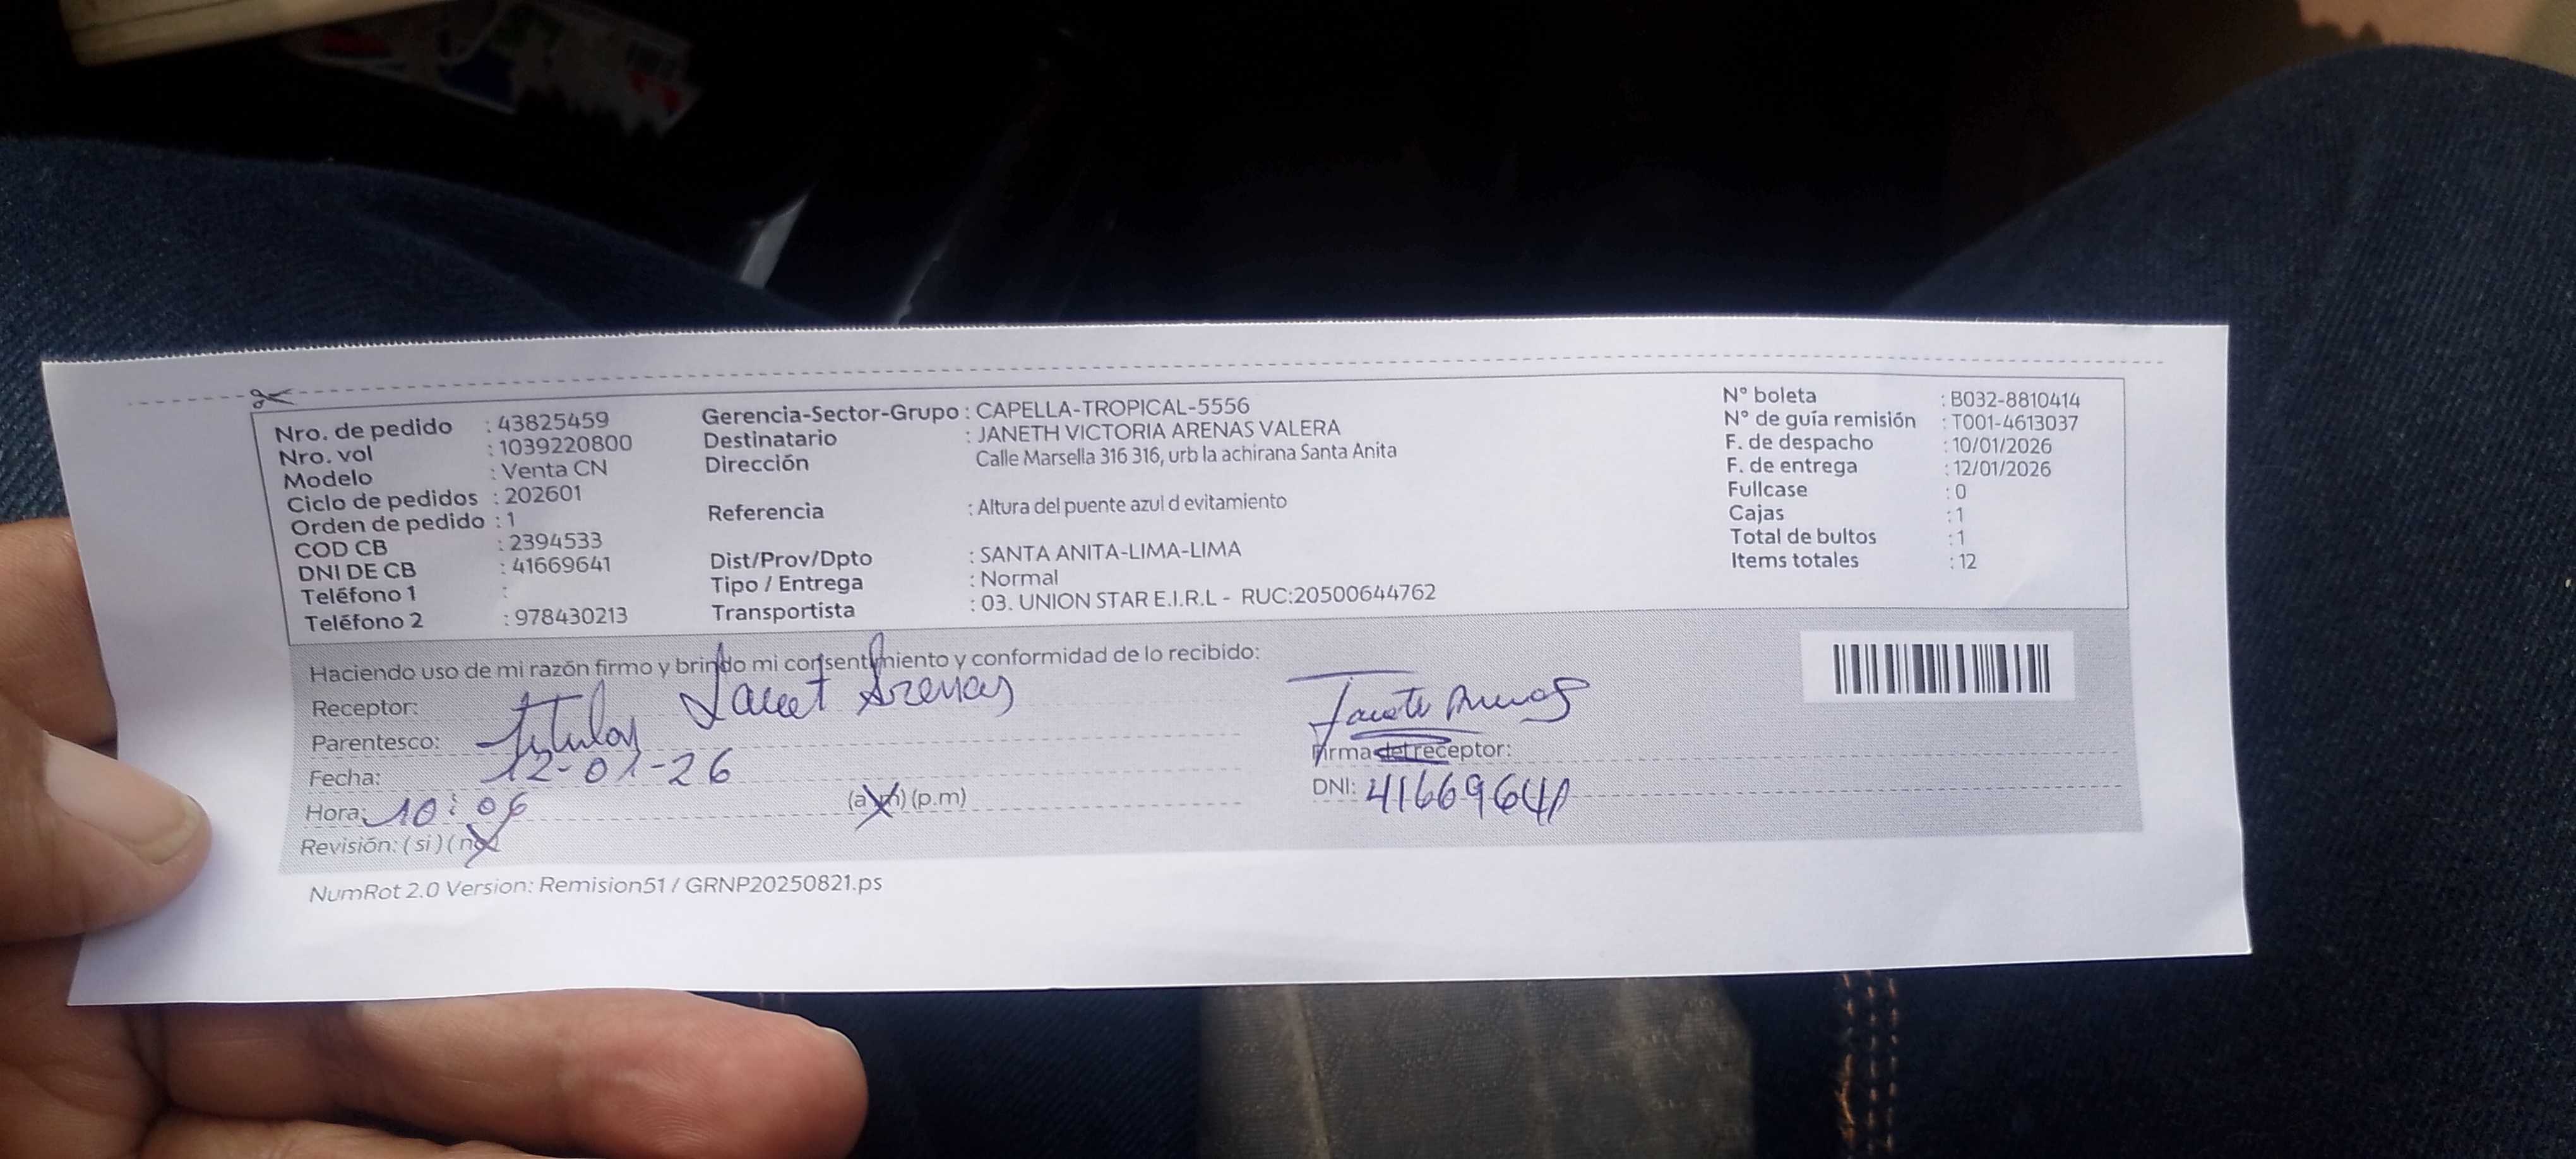 Nro. de pedido : 43825459
Nro. vol : 1039220800
Modelo : Venta CN
Ciclo de pedidos : 202601
Orden de pedido : 1
COD CB : 2394533
DNI DE CB : 41669641
Teléfono 1 :
Teléfono 2 : 978430213
Gerencia-Sector-Grupo : CAPELLA-TROPICAL-5556
Destinatario : JANETH VICTORIA ARENAS VALERA
Dirección Calle Marsella 316 316, urb la achirana Santa Anita
Referencia : Altura del puente azul d evitamiento
Dist/Prov/Dpto : SANTA ANITA-LIMA-LIMA
Tipo / Entrega : Normal
Transportista : 03. UNION STAR E.I.R.L - RUC:20500644762
N° boleta : B032-8810414
N° de guía remisión : T001-4613037
F. de despacho : 10/01/2026
F. de entrega : 12/01/2026
Fullcase : 0
Cajas : 1
Total de bultos : 1
Items totales : 12
Haciendo uso de mi razón firmo y brindo mi consentimiento y conformidad de lo recibido:
Receptor: Janet Arenas
Parentesco: titular
Fecha: 12-01-26
Hora: 10:06 (a.m) (p.m)
Revisión: ( si ) ( no )
Janeth Arenas
Firma del receptor:
DNI: 41669641
NumRot 2.0 Version: Remision51 / GRNP20250821.ps